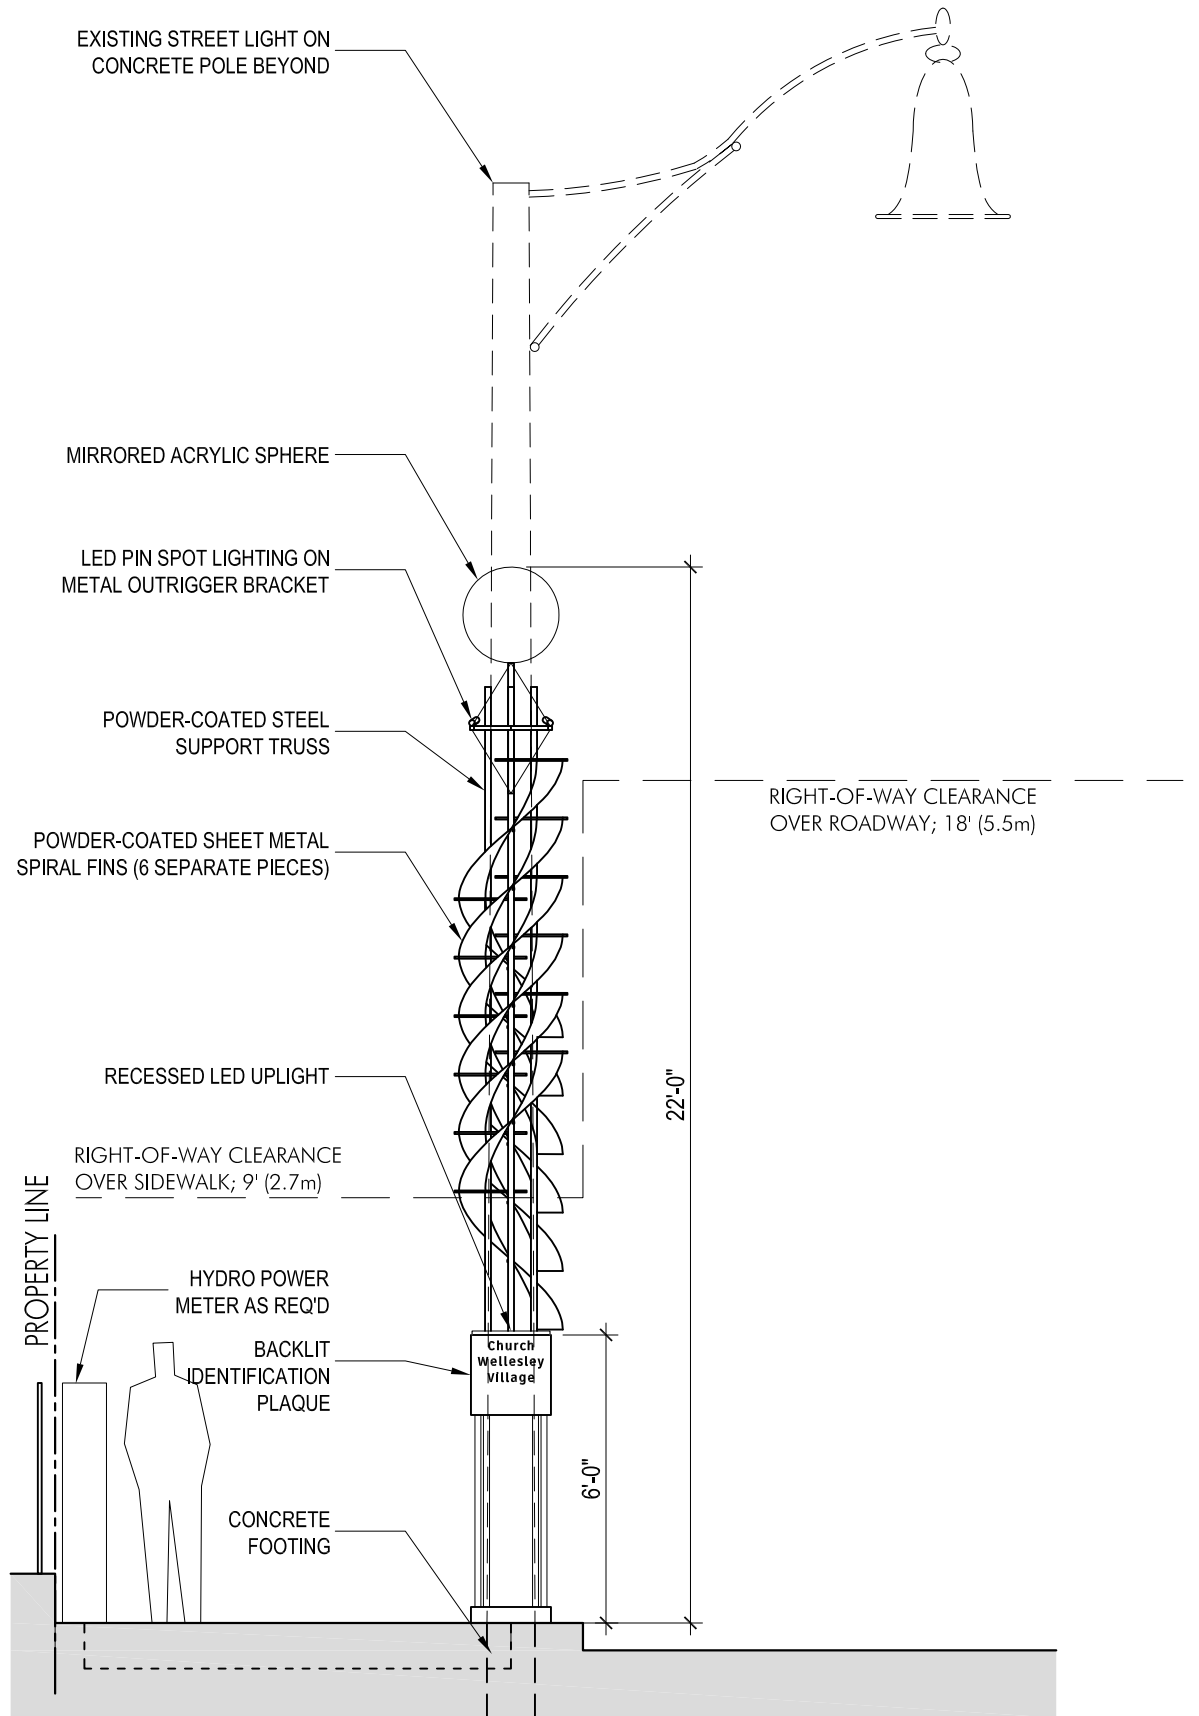 EXISTING STREET LIGHT ON
CONCRETE POLE BEYOND
MIRRORED ACRYLIC SPHERE
LED PIN SPOT LIGHTING ON
METAL OUTRIGGER BRACKET
POWDER-COATED STEEL
SUPPORT TRUSS
RIGHT-OF-WAY CLEARANCE
OVER ROADWAY; 18' (5.5m)
POWDER-COATED SHEET METAL
SPIRAL FINS (6 SEPARATE PIECES)
RECESSED LED UPLIGHT
22'-0"
RIGHT-OF-WAY CLEARANCE
OVER SIDEWALK; 9' (2.7m)
PROPERTY LINE
HYDRO POWER
METER AS REQ'D
BACKLIT
IDENTIFICATION
PLAQUE
Church
Wellesley
Village
6'-0"
CONCRETE
FOOTING